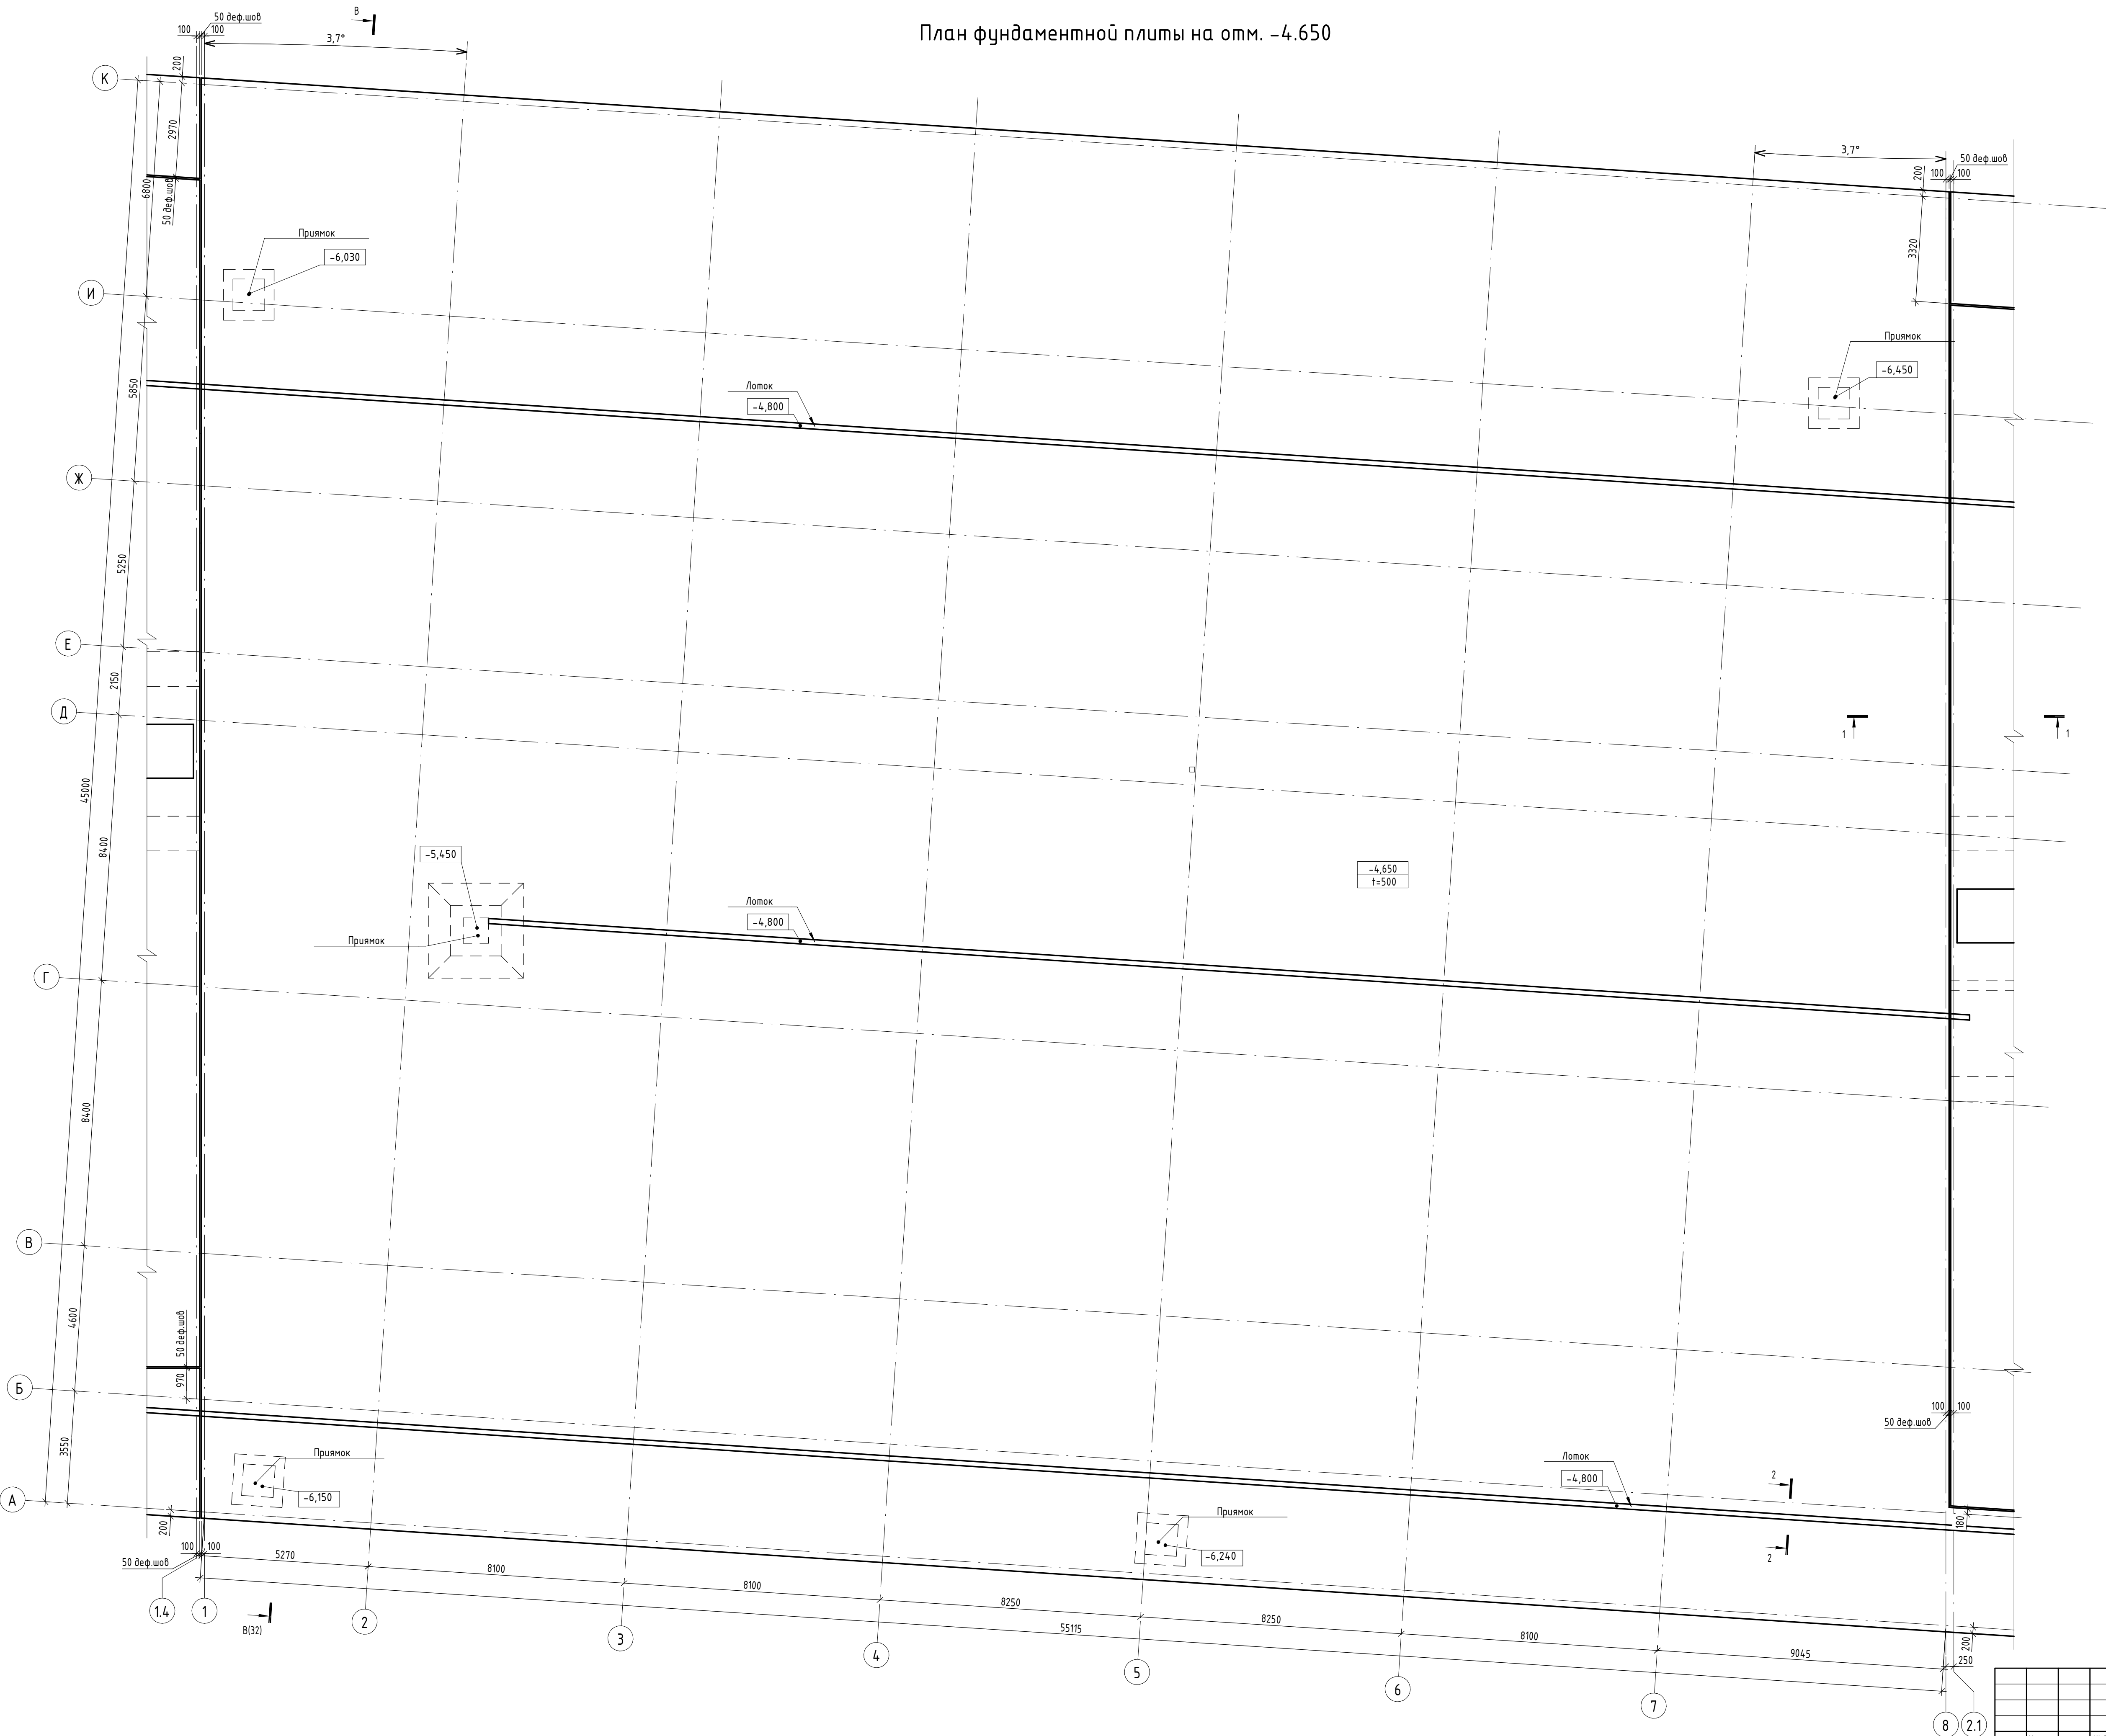 План фундаментной плиты на отм. -4.650
50 деф.шов
100
100
3,7°
В
200
К
2970
6800
50 деф.шов
Приямок
-6,030
И
5850
Лоток
-4,800
Ж
5250
Е
2150
Д
45000
8400
-5,450
Приямок
Лоток
-4,800
-4,650
t=500
Г
8400
В
4600
50 деф.шов
970
Б
3550
А
200
Приямок
-6,150
100
100
50 деф.шов
1.4
1
В(32)
5270
2
8100
3
8100
4
8250
5
8250
6
8100
7
9045
55115
8
2.1
250
200
Приямок
-6,240
Лоток
-4,800
2
2
180
100
100
50 деф.шов
1
1
Приямок
-6,450
3320
200
3,7°
100
100
50 деф.шов